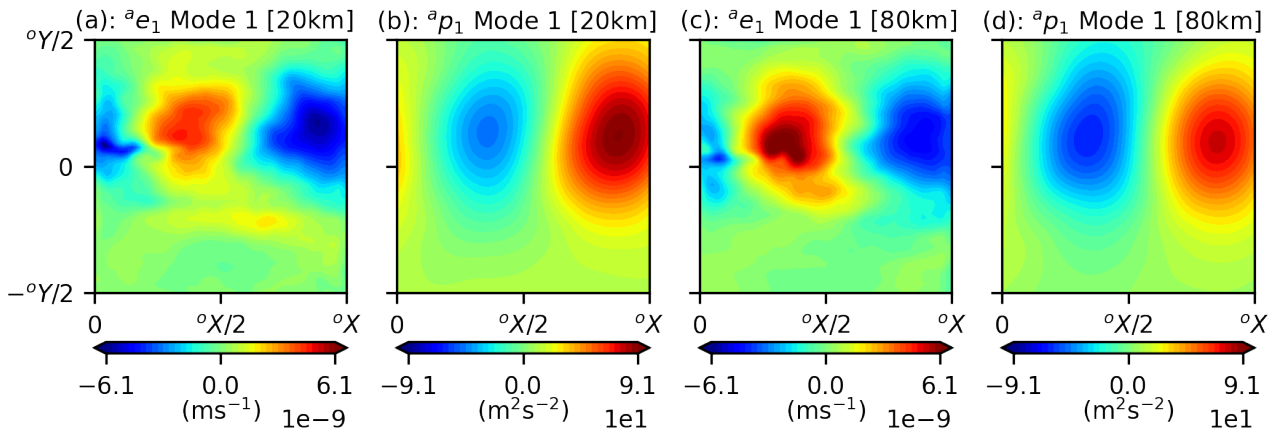 (a): ᵃe₁ Mode 1 [20km] (b): ᵃp₁ Mode 1 [20km] (c): ᵃe₁ Mode 1 [80km] (d): ᵃp₁ Mode 1 [80km]
ᵒY/2
0
−ᵒY/2
0 ᵒX/2 ᵒX 0 ᵒX/2 0 ᵒX/2 ᵒX 0 ᵒX/2 ᵒX
−6.1 0.0 6.1 −9.1 0.0 9.1 −6.1 0.0 6.1 −9.1 0.0 9.1
(ms⁻¹) (m²s⁻²) (ms⁻¹) (m²s⁻²)
1e−9 1e1 1e−9 1e1